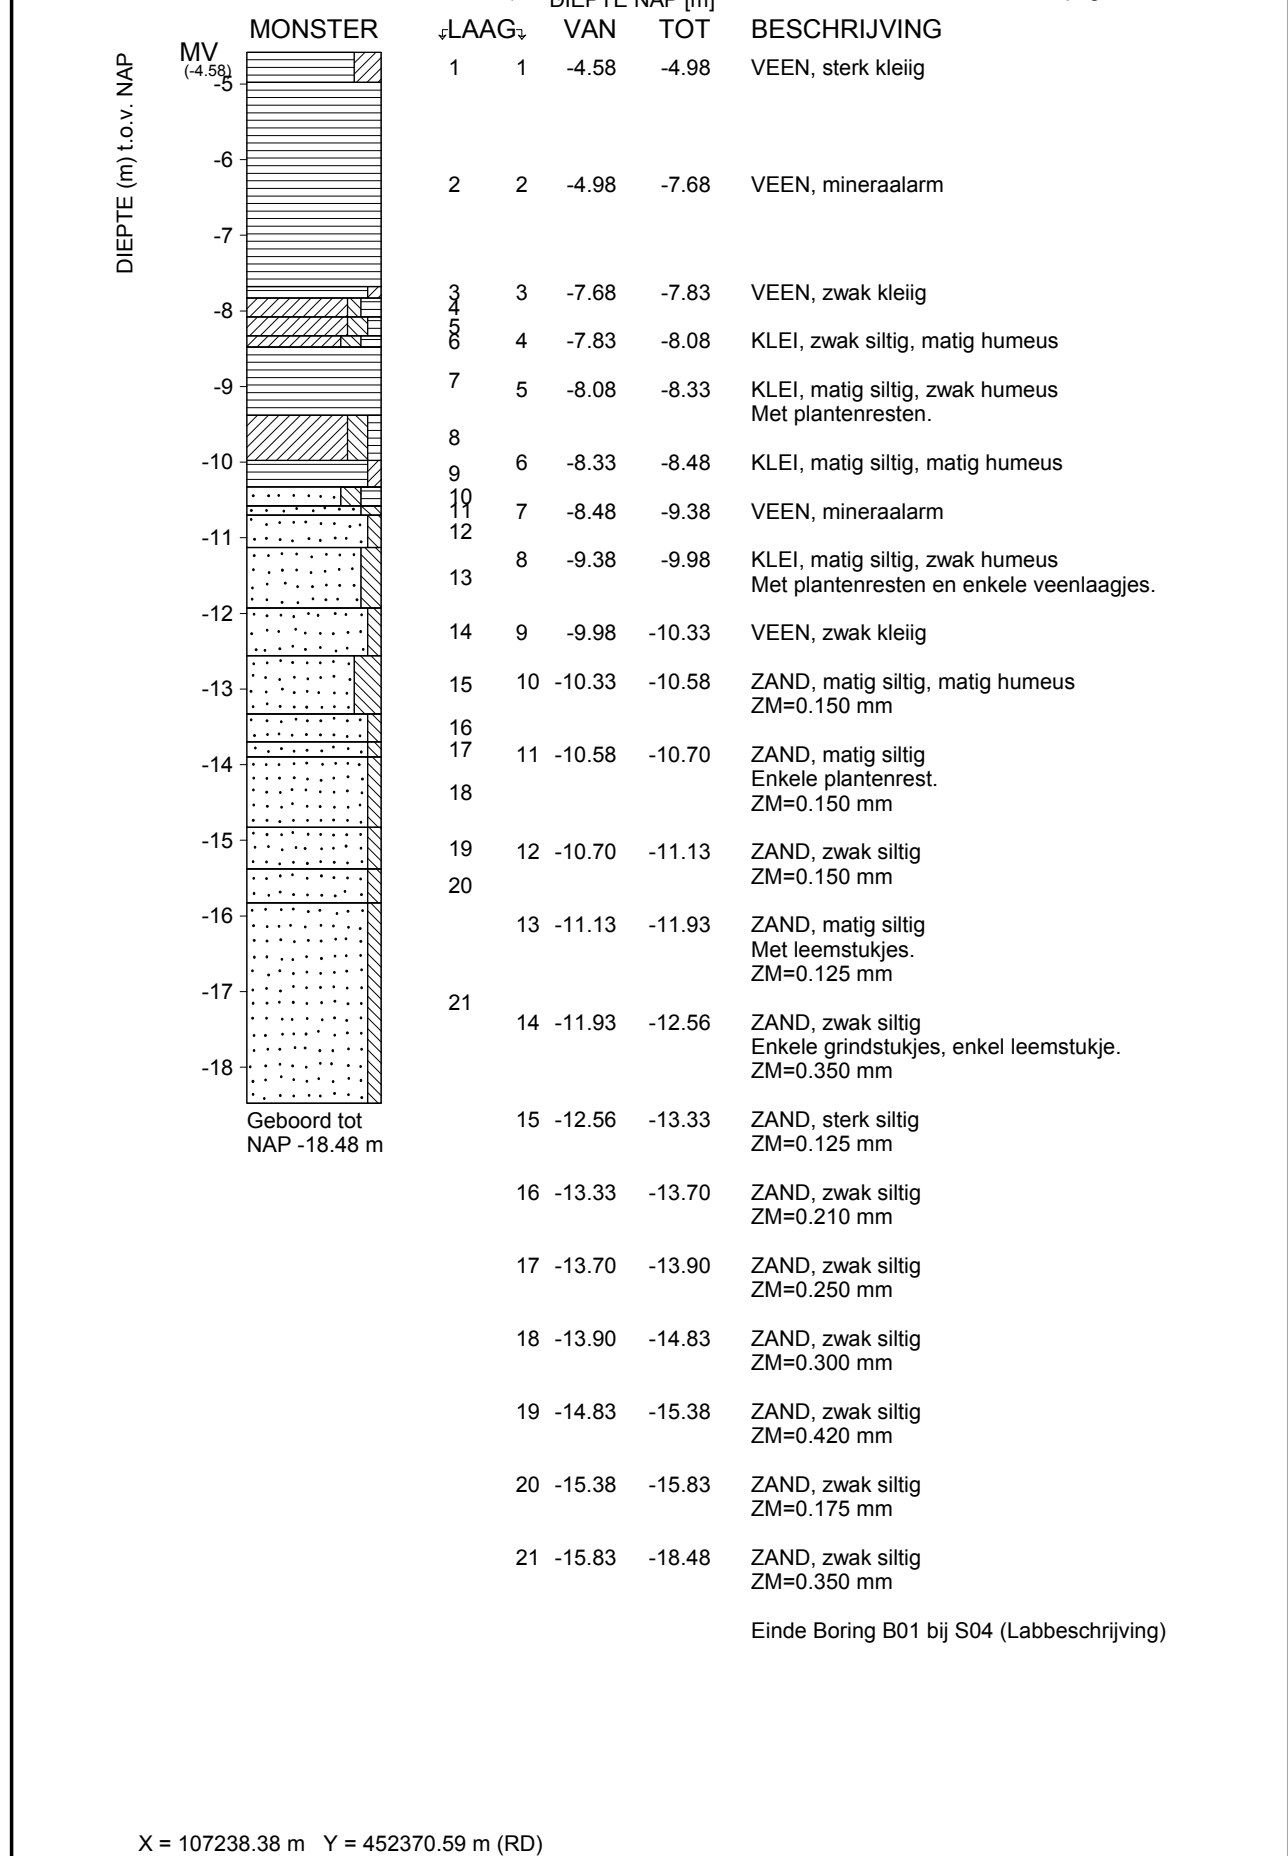 DIEPTE NAP [m]
MONSTER LAAG VAN TOT BESCHRIJVING
MV
(-4.58)
DIEPTE (m) t.o.v. NAP
-5
-6
-7
-8
-9
-10
-11
-12
-13
-14
-15
-16
-17
-18
Geboord tot
NAP -18.48 m
1
2
3
4
5
6
7
8
9
10
11
12
13
14
15
16
17
18
19
20
21
1 -4.58 -4.98 VEEN, sterk kleiig
2 -4.98 -7.68 VEEN, mineraalarm
3 -7.68 -7.83 VEEN, zwak kleiig
4 -7.83 -8.08 KLEI, zwak siltig, matig humeus
5 -8.08 -8.33 KLEI, matig siltig, zwak humeus
Met plantenresten.
6 -8.33 -8.48 KLEI, matig siltig, matig humeus
7 -8.48 -9.38 VEEN, mineraalarm
8 -9.38 -9.98 KLEI, matig siltig, zwak humeus
Met plantenresten en enkele veenlaagjes.
9 -9.98 -10.33 VEEN, zwak kleiig
10 -10.33 -10.58 ZAND, matig siltig, matig humeus
ZM=0.150 mm
11 -10.58 -10.70 ZAND, matig siltig
Enkele plantenrest.
ZM=0.150 mm
12 -10.70 -11.13 ZAND, zwak siltig
ZM=0.150 mm
13 -11.13 -11.93 ZAND, matig siltig
Met leemstukjes.
ZM=0.125 mm
14 -11.93 -12.56 ZAND, zwak siltig
Enkele grindstukjes, enkel leemstukje.
ZM=0.350 mm
15 -12.56 -13.33 ZAND, sterk siltig
ZM=0.125 mm
16 -13.33 -13.70 ZAND, zwak siltig
ZM=0.210 mm
17 -13.70 -13.90 ZAND, zwak siltig
ZM=0.250 mm
18 -13.90 -14.83 ZAND, zwak siltig
ZM=0.300 mm
19 -14.83 -15.38 ZAND, zwak siltig
ZM=0.420 mm
20 -15.38 -15.83 ZAND, zwak siltig
ZM=0.175 mm
21 -15.83 -18.48 ZAND, zwak siltig
ZM=0.350 mm
Einde Boring B01 bij S04 (Labbeschrijving)
X = 107238.38 m Y = 452370.59 m (RD)